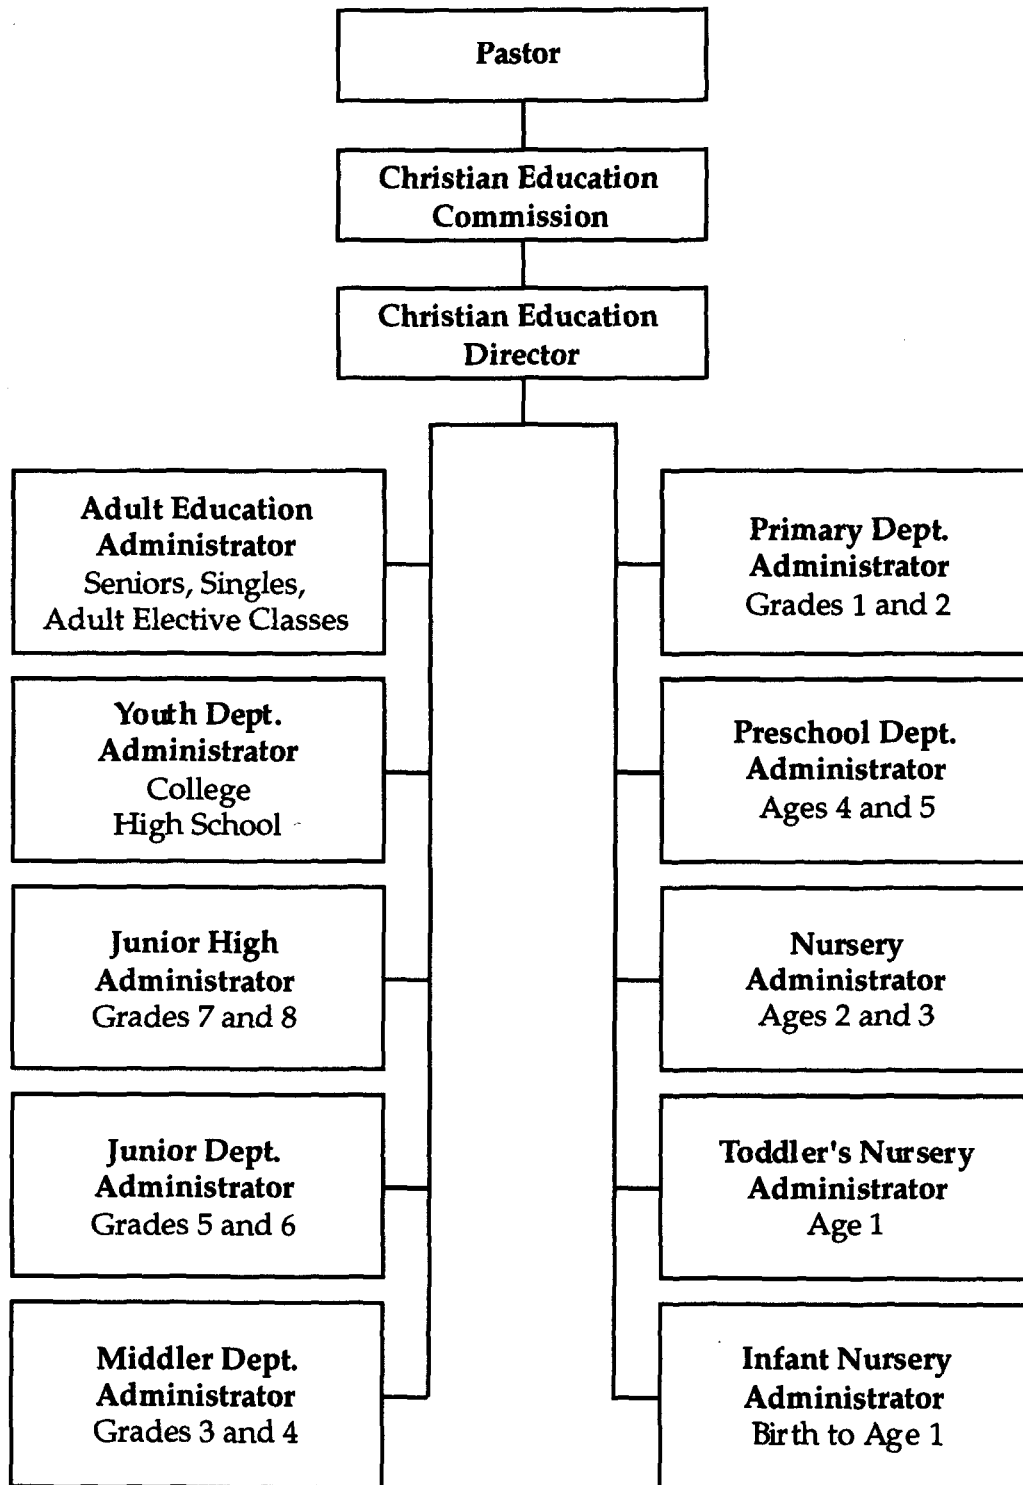 Pastor
Christian Education
Commission
Christian Education
Director
Adult Education
Administrator
Seniors, Singles,
Adult Elective Classes
Youth Dept.
Administrator
College
High School
Junior High
Administrator
Grades 7 and 8
Junior Dept.
Administrator
Grades 5 and 6
Middler Dept.
Administrator
Grades 3 and 4
Primary Dept.
Administrator
Grades 1 and 2
Preschool Dept.
Administrator
Ages 4 and 5
Nursery
Administrator
Ages 2 and 3
Toddler's Nursery
Administrator
Age 1
Infant Nursery
Administrator
Birth to Age 1